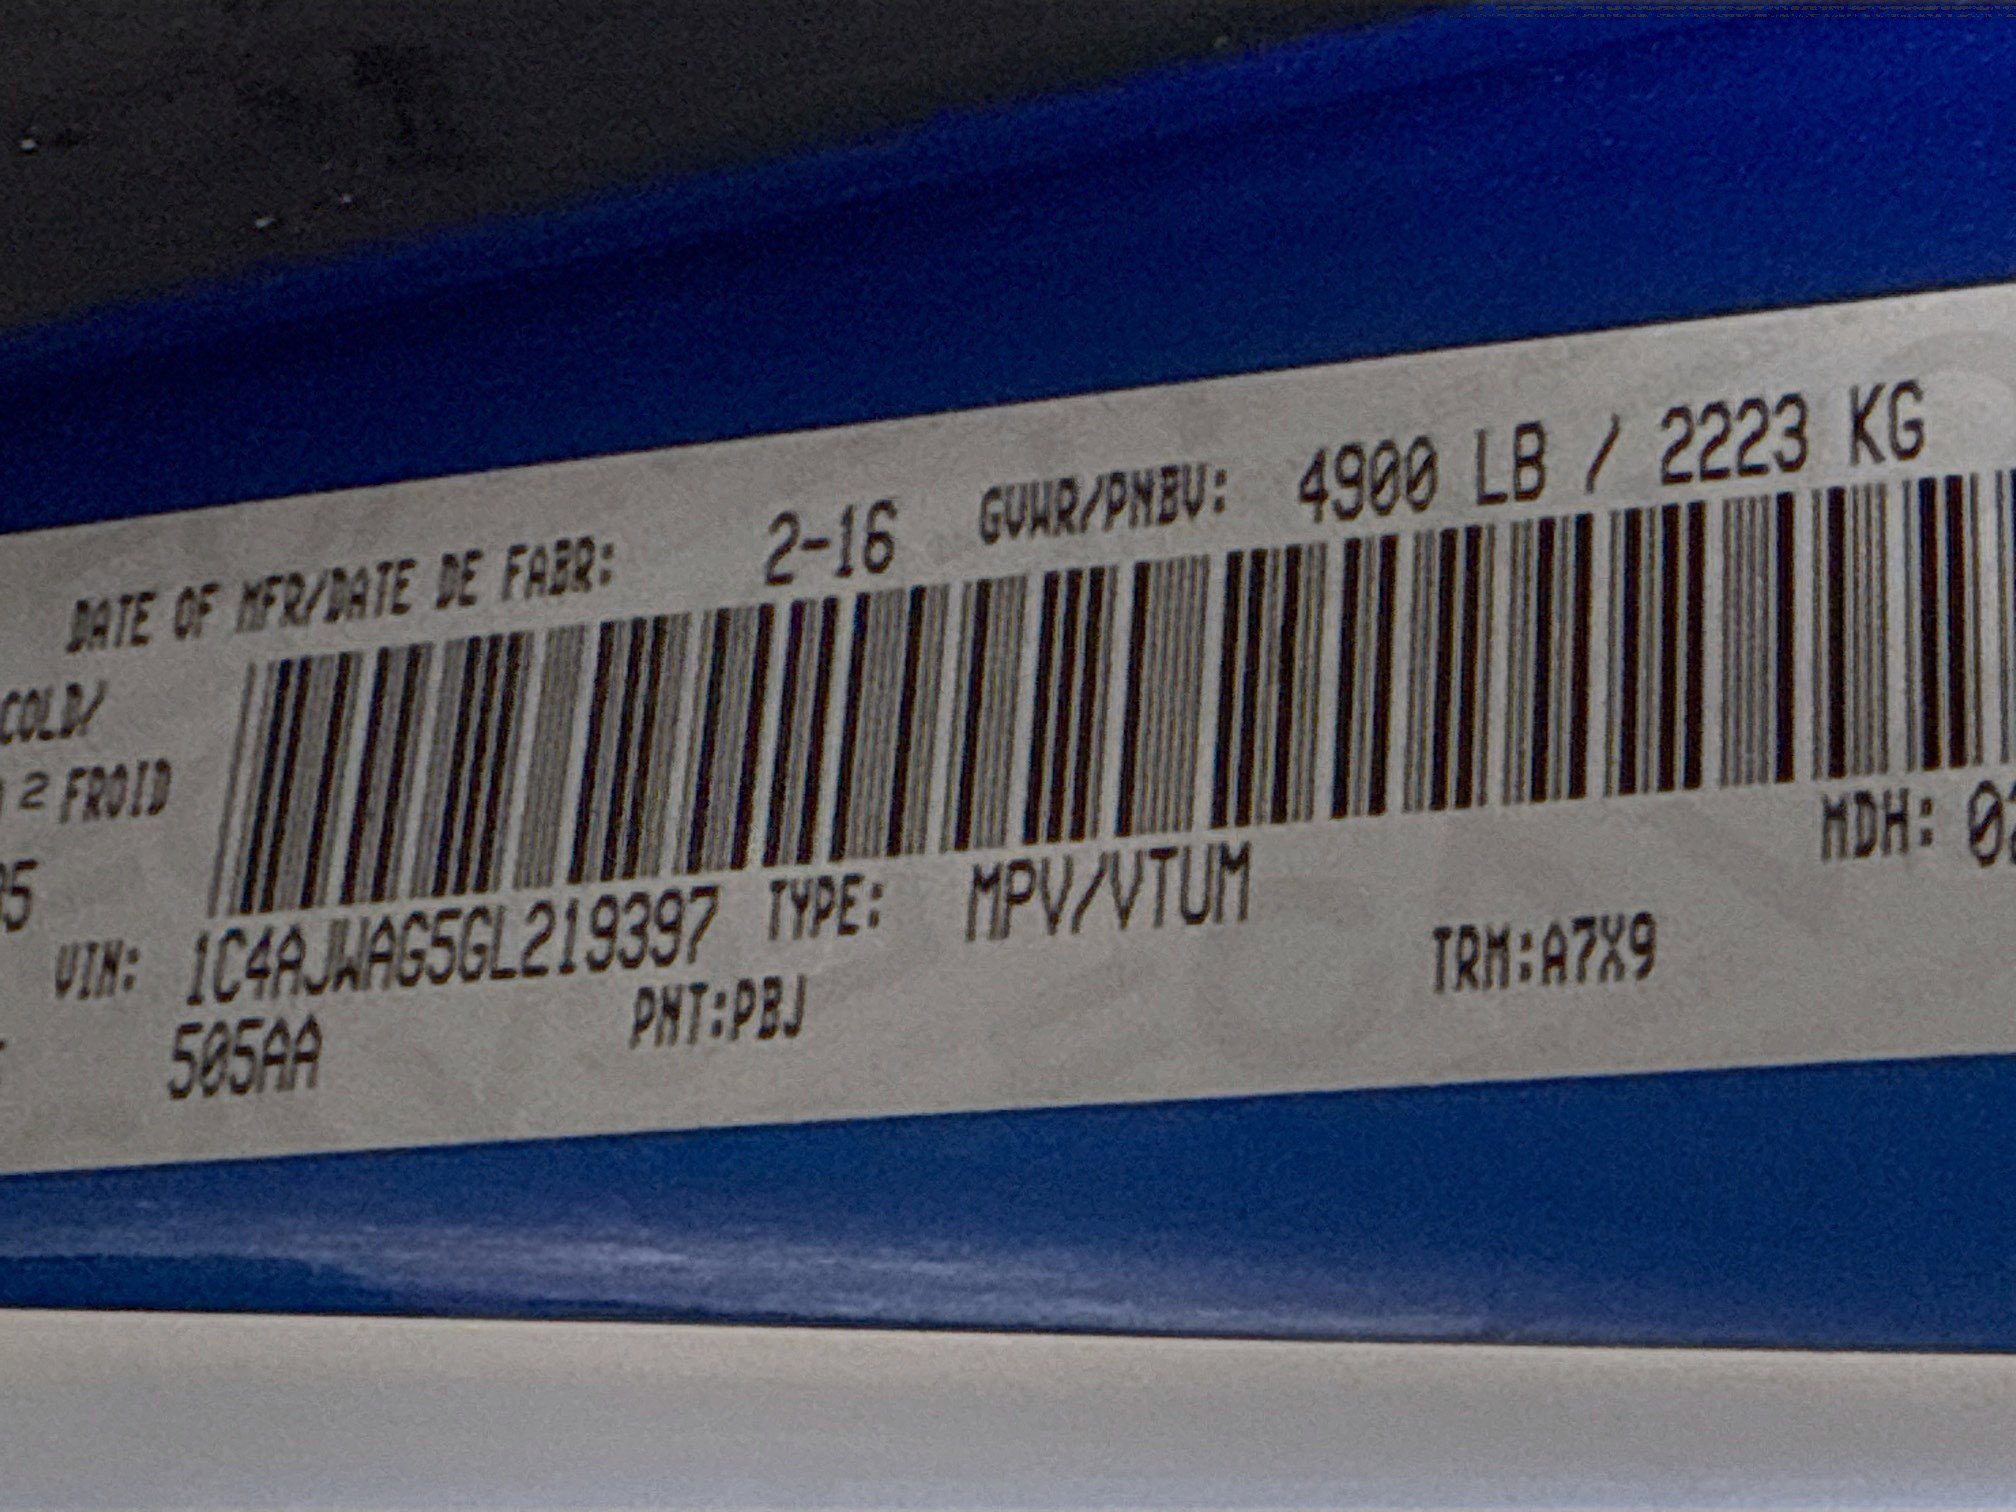 DATE OF MFR/DATE DE FABR: 2-16 GVWR/PNBV: 4900 LB / 2223 KG
COLD/
2 FROID
MDH: 0
VIN: 1C4AJWAG5GL219397 TYPE: MPV/VTUM
505AA PNT:PBJ TRM:A7X9